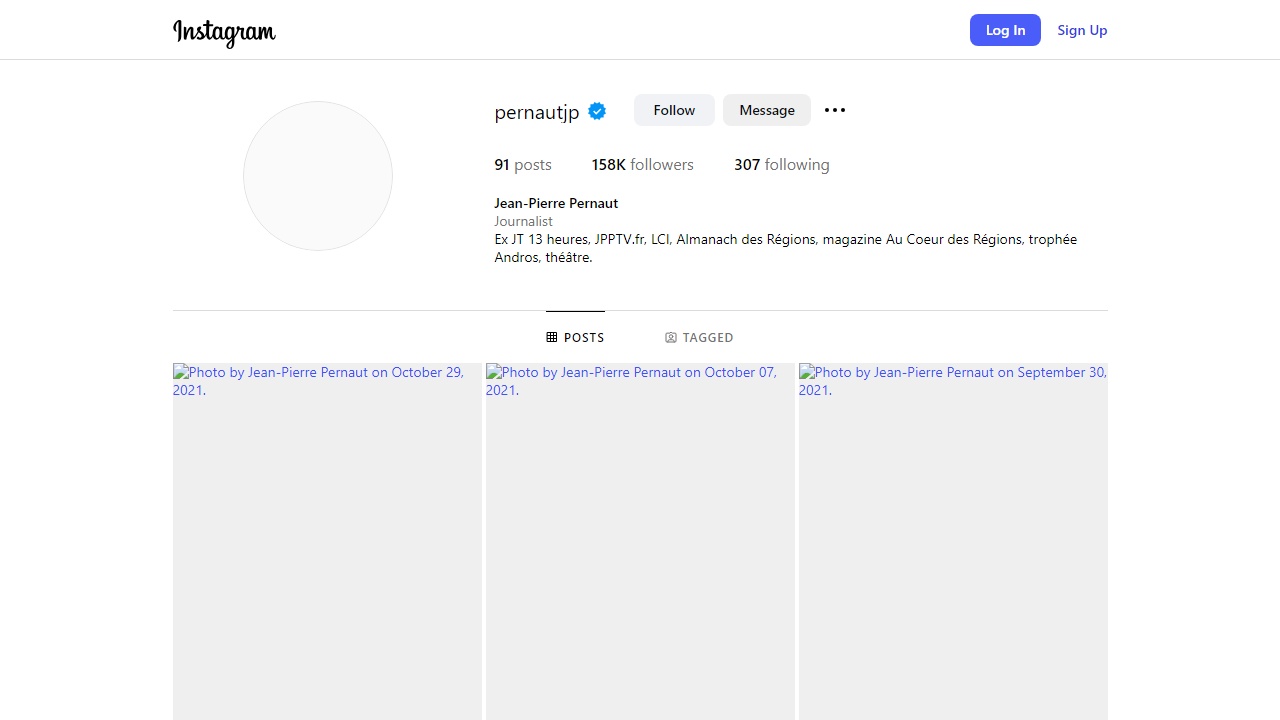 Instagram
Log In
Sign Up
pernautjp
Follow
Message
91 posts
158K followers
307 following
Jean-Pierre Pernaut
Journalist
Ex JT 13 heures, JPPTV.fr, LCI, Almanach des Régions, magazine Au Coeur des Régions, trophée
Andros, théâtre.
POSTS
TAGGED
Photo by Jean-Pierre Pernaut on October 29,
2021.
Photo by Jean-Pierre Pernaut on October 07,
2021.
Photo by Jean-Pierre Pernaut on September 30,
2021.